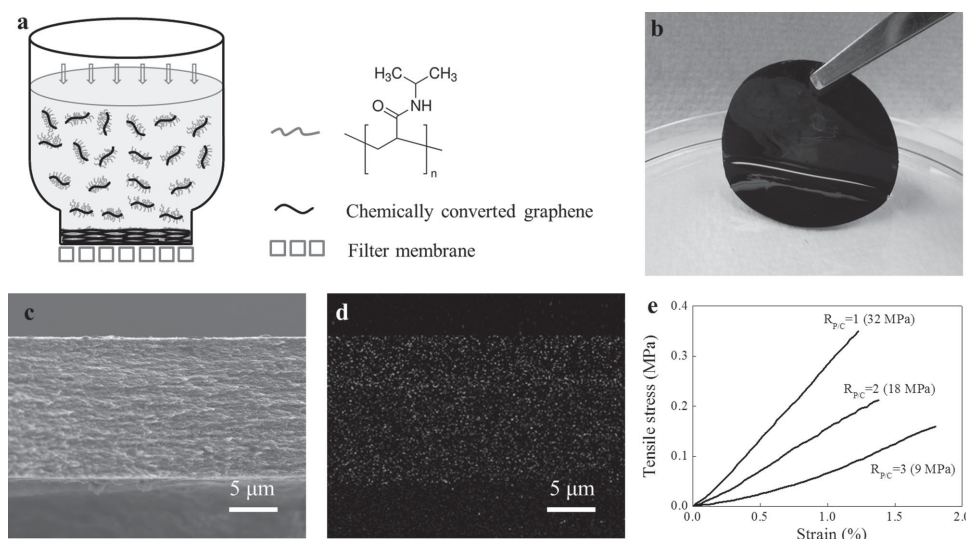 a
H3C
CH3
O
NH
n
Chemically converted graphene
Filter membrane
b
c
5 μm
d
5 μm
e
Tensile stress (MPa)
0.4
0.3
0.2
0.1
0.0
RP/C=1 (32 MPa)
RP/C=2 (18 MPa)
RP/C=3 (9 MPa)
0.0 0.5 1.0 1.5 2.0
Strain (%)